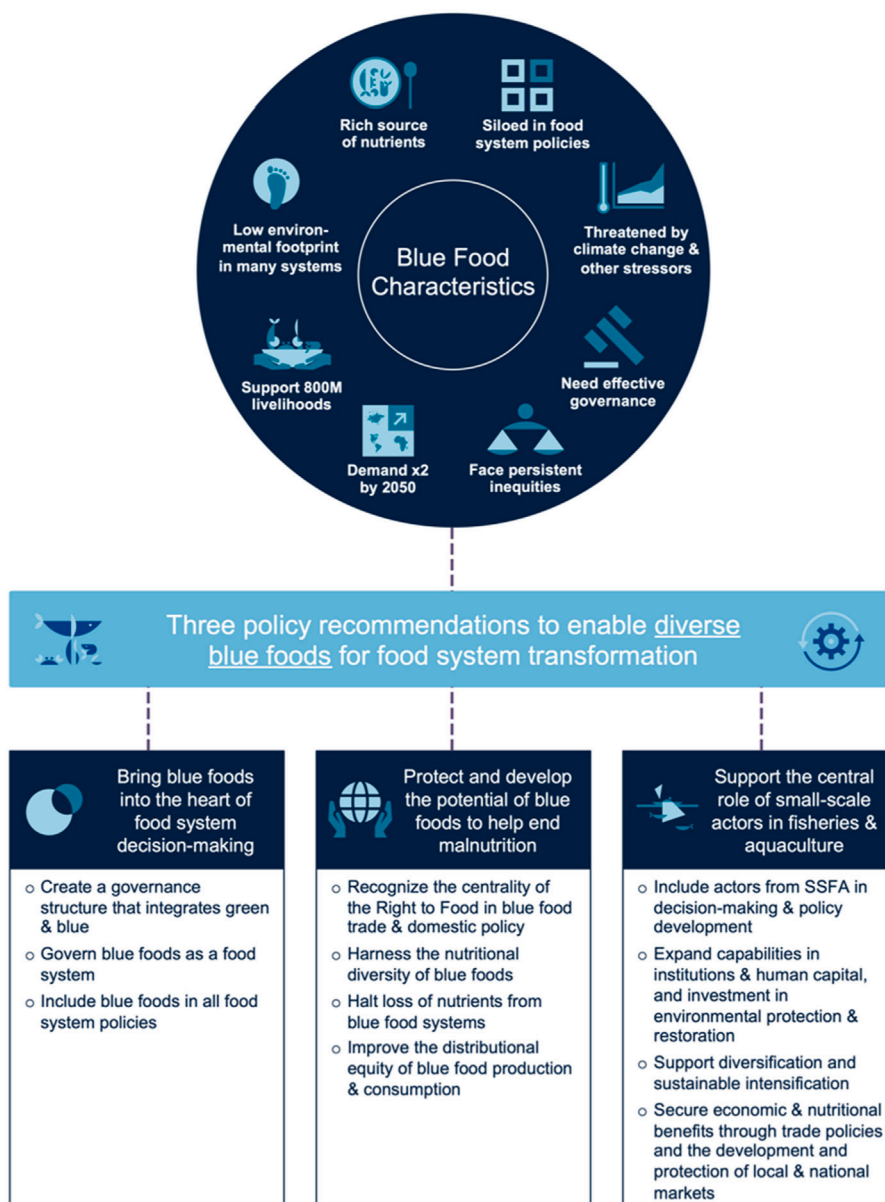 Rich source
of nutrients
Siloed in food
system policies
Low environ-
mental footprint
in many systems
Threatened by
climate change &
other stressors
Blue Food
Characteristics
Support 800M
livelihoods
Need effective
governance
Demand x2
by 2050
Face persistent
inequities
Three policy recommendations to enable diverse
blue foods for food system transformation
Bring blue foods
into the heart of
food system
decision-making
○ Create a governance
structure that integrates green
& blue
○ Govern blue foods as a food
system
○ Include blue foods in all food
system policies
Protect and develop
the potential of blue
foods to help end
malnutrition
○ Recognize the centrality of
the Right to Food in blue food
trade & domestic policy
○ Harness the nutritional
diversity of blue foods
○ Halt loss of nutrients from
blue food systems
○ Improve the distributional
equity of blue food production
& consumption
Support the central
role of small-scale
actors in fisheries &
aquaculture
○ Include actors from SSFA in
decision-making & policy
development
○ Expand capabilities in
institutions & human capital,
and investment in
environmental protection &
restoration
○ Support diversification and
sustainable intensification
○ Secure economic & nutritional
benefits through trade policies
and the development and
protection of local & national
markets